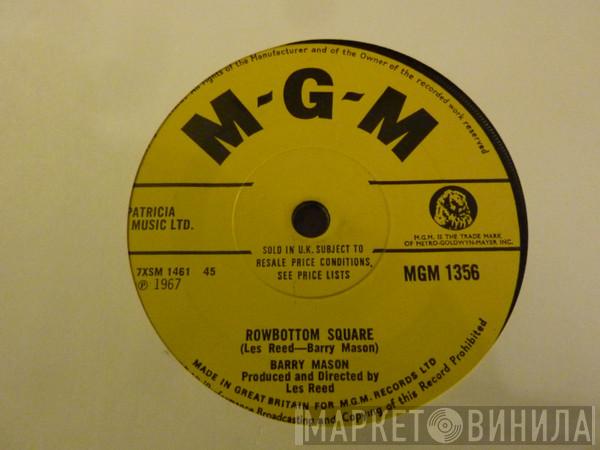 of the Manufacturer and of the Owner of the recorded work reserved
M-G-M
PATRICIA
MUSIC LTD.
M.G.M. IS THE TRADE MARK
OF METRO-GOLDWYN-MAYER INC.
SOLD IN U.K. SUBJECT TO
RESALE PRICE CONDITIONS,
SEE PRICE LISTS
7XSM 1461 45
℗ 1967
MGM 1356
ROWBOTTOM SQUARE
(Les Reed—Barry Mason)
BARRY MASON
Produced and Directed by
Les Reed
MADE IN GREAT BRITAIN FOR M.G.M. RECORDS LTD
Broadcasting and Copying of this Record Prohibited
МАРКЕТ ВИНИЛА